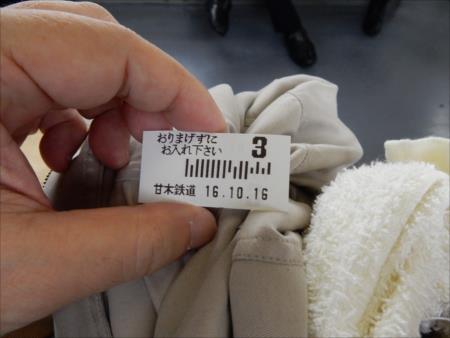 おりまげずに
お入れ下さい 3
甘木鉄道 16.10.16